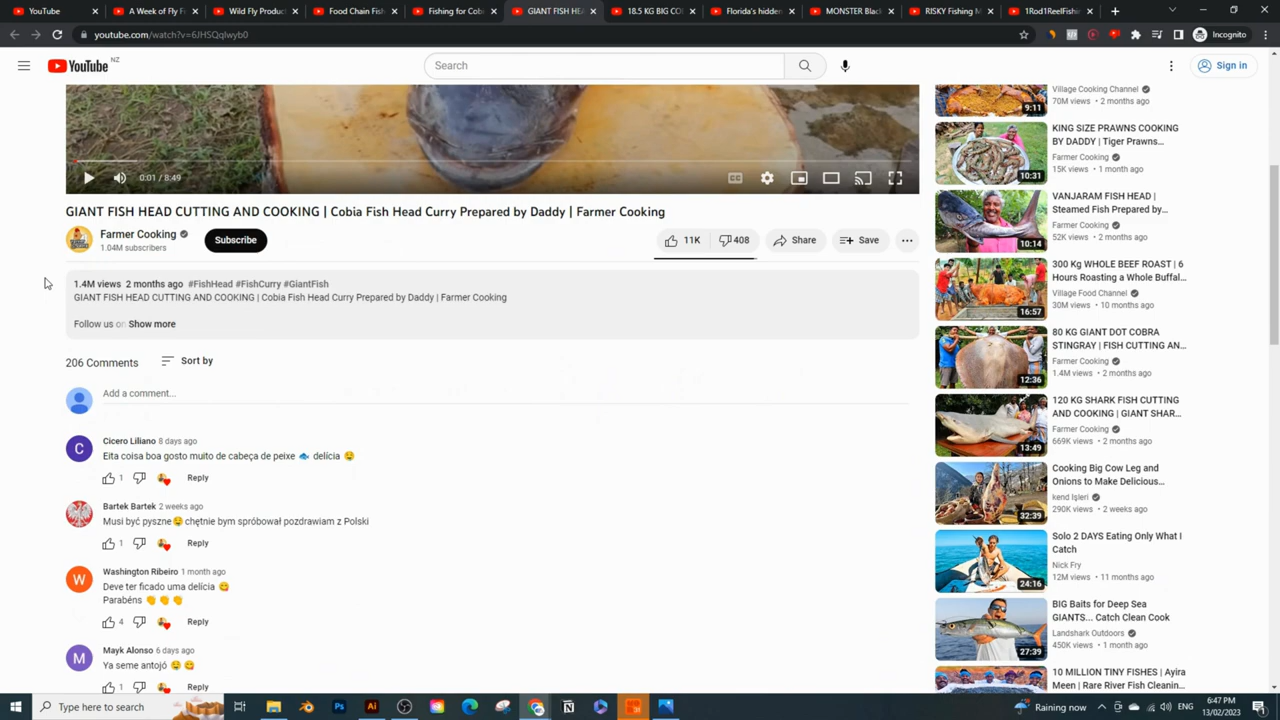 YouTube
A Week of Fly F
Wild Fly Produc
Food Chain Fish
Fishing for Cobi
GIANT FISH HEA
18.5 KG BIG CO
Florida's hidden
MONSTER Blac
RISKY Fishing M
1Rod1ReelFishi
youtube.com/watch?v=6JHSQqlwyb0
Incognito
YouTube NZ
Search
Sign in
0:01 / 8:49
CC
GIANT FISH HEAD CUTTING AND COOKING | Cobia Fish Head Curry Prepared by Daddy | Farmer Cooking
Farmer Cooking
1.04M subscribers
Subscribe
11K
408
Share
Save
1.4M views 2 months ago #FishHead #FishCurry #GiantFish
GIANT FISH HEAD CUTTING AND COOKING | Cobia Fish Head Curry Prepared by Daddy | Farmer Cooking
Follow us on Show more
206 Comments
Sort by
Add a comment...
C
Cicero Liliano 8 days ago
Eita coisa boa gosto muito de cabeça de peixe 🐟 delícia 🤤
1
Reply
Bartek Bartek 2 weeks ago
Musi być pyszne🤤chętnie bym spróbował pozdrawiam z Polski
1
Reply
W
Washington Ribeiro 1 month ago
Deve ter ficado uma delícia 😋
Parabéns 👏👏👏
4
Reply
M
Mayk Alonso 6 days ago
Ya seme antojó 🤤 😋
1
Reply
9:11
Village Cooking Channel
70M views • 2 months ago
10:31
KING SIZE PRAWNS COOKING
BY DADDY | Tiger Prawns...
Farmer Cooking
15K views • 1 month ago
10:14
VANJARAM FISH HEAD |
Steamed Fish Prepared by...
Farmer Cooking
52K views • 2 months ago
16:57
300 Kg WHOLE BEEF ROAST | 6
Hours Roasting a Whole Buffal...
Village Food Channel
30M views • 10 months ago
12:36
80 KG GIANT DOT COBRA
STINGRAY | FISH CUTTING AN...
Farmer Cooking
1.4M views • 2 months ago
13:49
120 KG SHARK FISH CUTTING
AND COOKING | GIANT SHAR...
Farmer Cooking
669K views • 2 months ago
32:39
Cooking Big Cow Leg and
Onions to Make Delicious...
kend İşleri
290K views • 2 weeks ago
24:16
Solo 2 DAYS Eating Only What I
Catch
Nick Fry
12M views • 11 months ago
27:39
BIG Baits for Deep Sea
GIANTS... Catch Clean Cook
Landshark Outdoors
450K views • 1 month ago
10 MILLION TINY FISHES | Ayira
Meen | Rare River Fish Cleanin...
Type here to search
Ps
Ai
Raining now
ENG
6:47 PM
13/02/2023